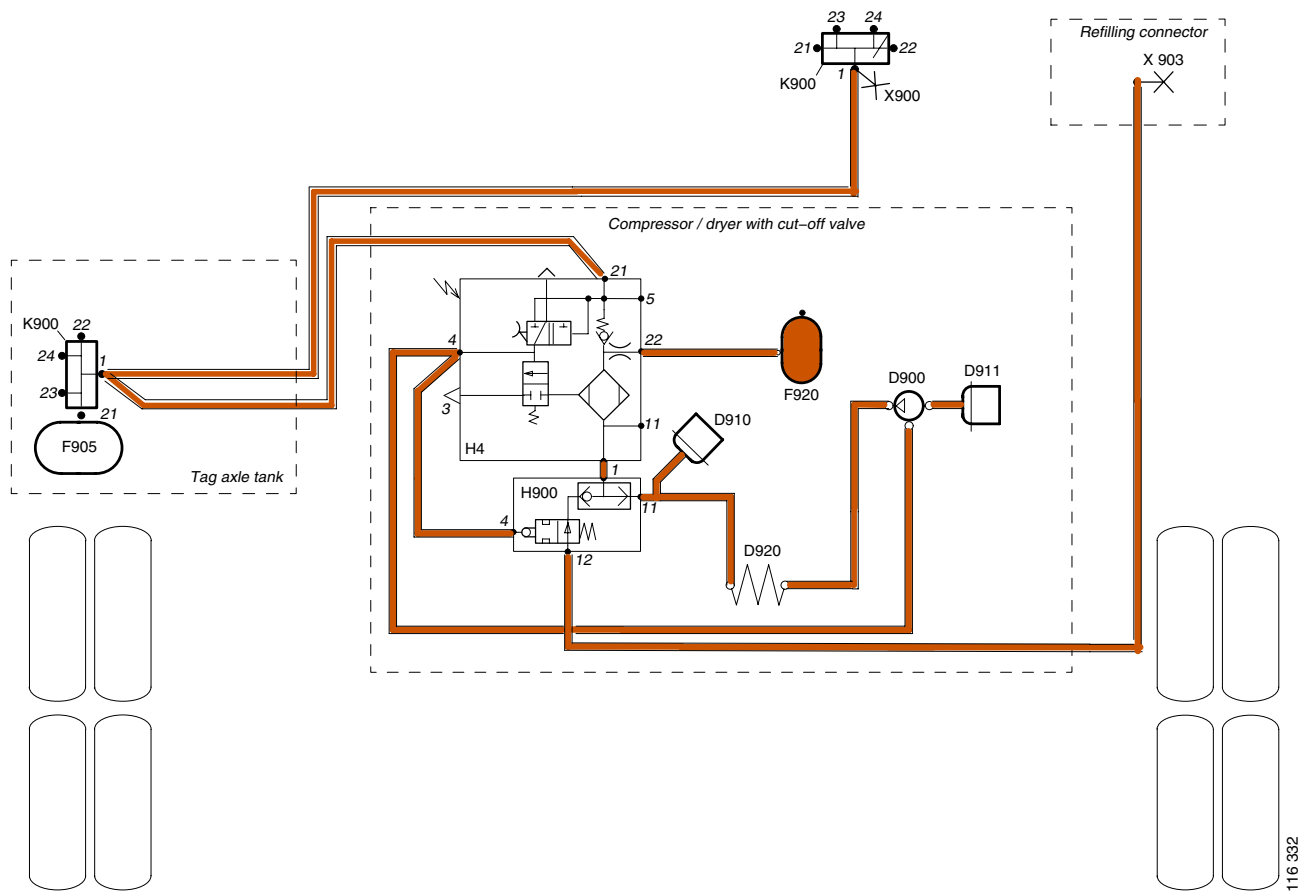 23 24
Refilling connector
21 22
X 903
K900 1 X900
Compressor / dryer with cut–off valve
21
5
K900 22
4 22
24 1
F920
D911
D900
23
3
21
D910
11
F905
H4
Tag axle tank
1
H900
11
4
12
D920
116 332